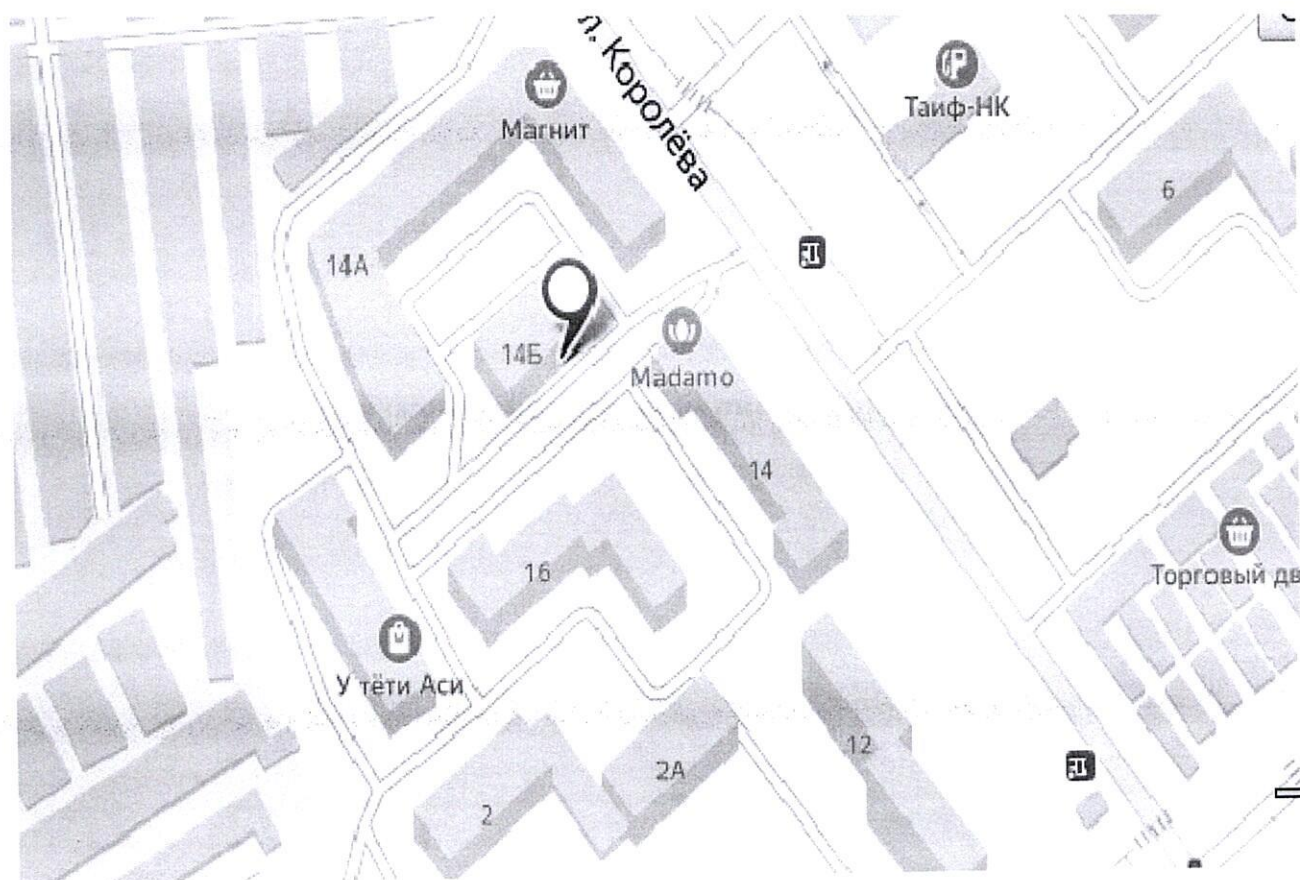 л. Королёва
Магнит
Таиф-НК
6
14А
14Б
Madamo
14
16
Торговый дв
У тёти Аси
12
2А
2